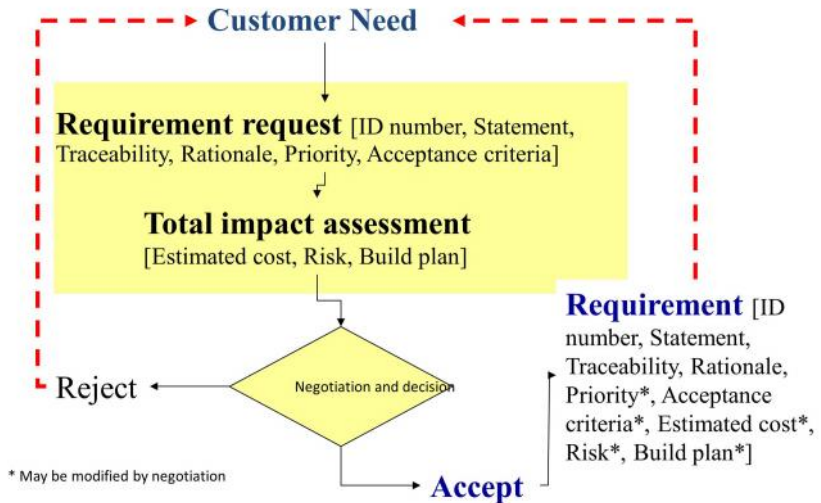 Customer Need
Requirement request [ID number, Statement,
Traceability, Rationale, Priority, Acceptance criteria]
Total impact assessment
[Estimated cost, Risk, Build plan]
Requirement [ID
number, Statement,
Traceability, Rationale,
Priority*, Acceptance
criteria*, Estimated cost*,
Risk*, Build plan*]
Negotiation and decision
Reject
* May be modified by negotiation
Accept